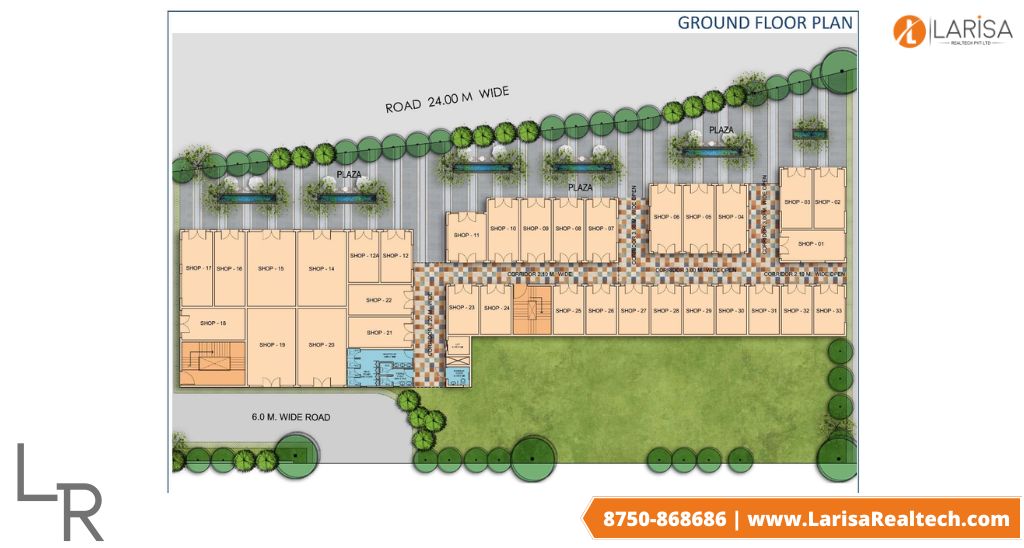 GROUND FLOOR PLAN
LARiSA
REALTECH PVT LTD
ROAD 24.00 M WIDE
PLAZA
PLAZA
PLAZA
SHOP - 03
SHOP - 02
SHOP - 01
SHOP - 06
SHOP - 05
SHOP - 04
SHOP - 11
SHOP - 10
SHOP - 09
SHOP - 08
SHOP - 07
SHOP - 17
SHOP - 16
SHOP - 15
SHOP - 14
SHOP - 12A
SHOP - 12
SHOP - 22
SHOP - 21
SHOP - 18
SHOP - 19
SHOP - 20
CORRIDOR 3.00 M. WIDE OPEN
CORRIDOR 2.10 M. WIDE OPEN
SHOP - 23
SHOP - 24
SHOP - 25
SHOP - 26
SHOP - 27
SHOP - 28
SHOP - 29
SHOP - 30
SHOP - 31
SHOP - 32
SHOP - 33
6.0 M. WIDE ROAD
LR
8750-868686 | www.LarisaRealtech.com